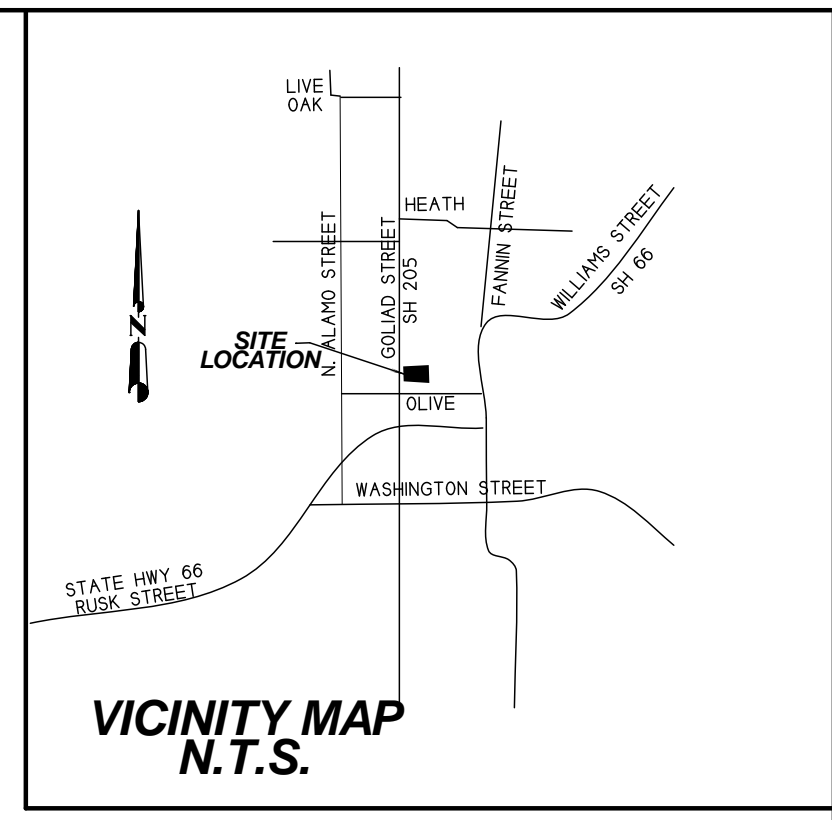 LIVE
OAK
HEATH
N. ALAMO STREET
GOLIAD STREET
SH 205
FANNIN STREET
WILLIAMS STREET
SH 66
N
SITE
LOCATION
OLIVE
WASHINGTON STREET
STATE HWY 66
RUSK STREET
VICINITY MAP
N.T.S.